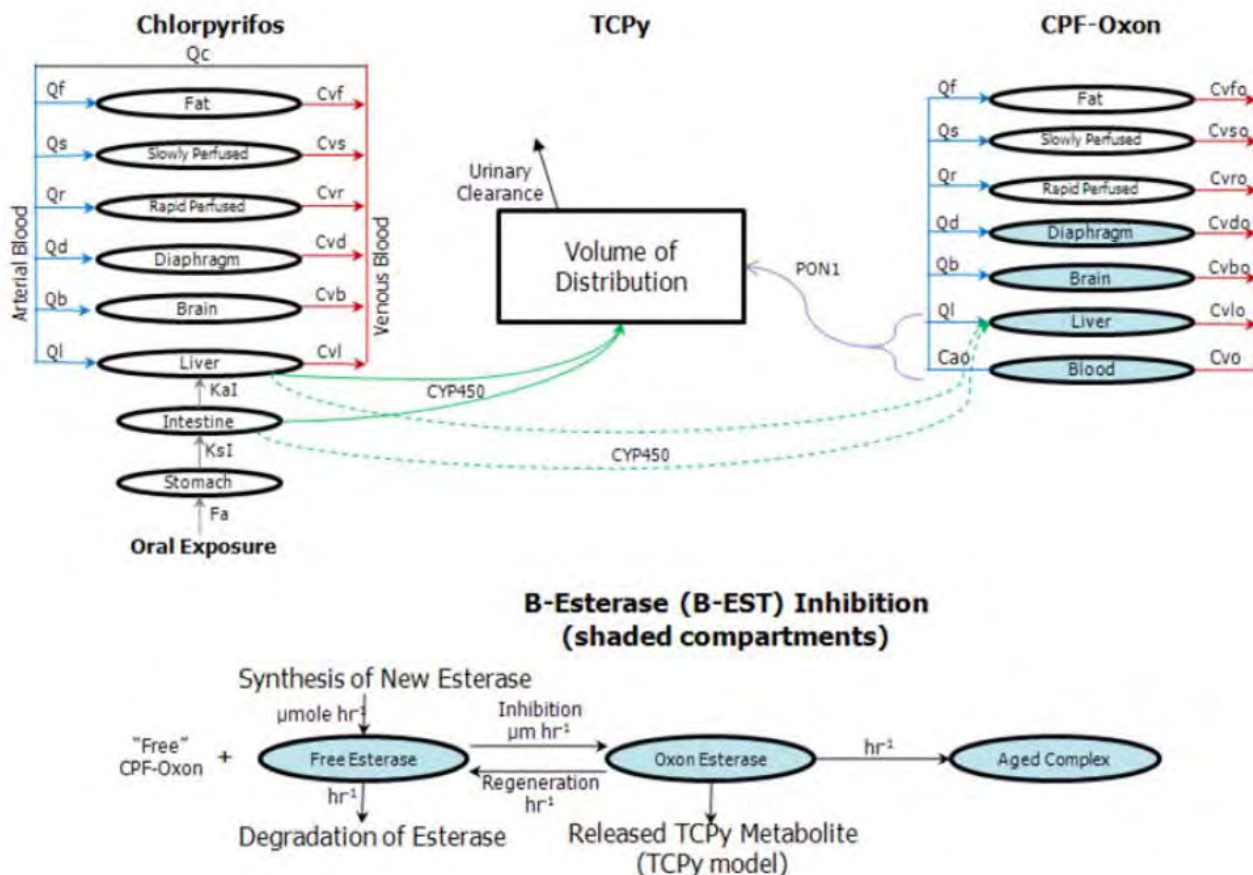 Chlorpyrifos
TCPy
CPF-Oxon
Qc
Arterial Blood
Venous Blood
Qf
Fat
Cvf
Qs
Slowly Perfused
Cvs
Qr
Rapid Perfused
Cvr
Qd
Diaphragm
Cvd
Qb
Brain
Cvb
Ql
Liver
Cvl
KaI
Intestine
KsI
Stomach
Fa
Oral Exposure
Urinary
Clearance
Volume of
Distribution
PON1
CYP450
CYP450
Qf
Fat
Cvfo
Qs
Slowly Perfused
Cvso
Qr
Rapid Perfused
Cvro
Qd
Diaphragm
Cvdo
Qb
Brain
Cvbo
Ql
Liver
Cvlo
Cao
Blood
Cvo
B-Esterase (B-EST) Inhibition
(shaded compartments)
Synthesis of New Esterase
µmole hr⁻¹
"Free"
CPF-Oxon
+
Free Esterase
Inhibition
µm hr⁻¹
Regeneration
hr⁻¹
Oxon Esterase
hr⁻¹
Aged Complex
hr⁻¹
Degradation of Esterase
Released TCPy Metabolite
(TCPy model)